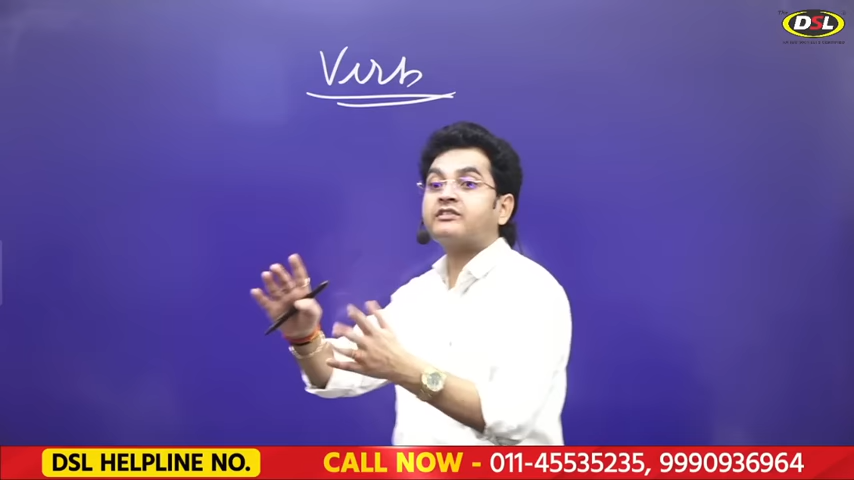 DSL
Verb
DSL HELPLINE NO.
CALL NOW - 011-45535235, 9990936964